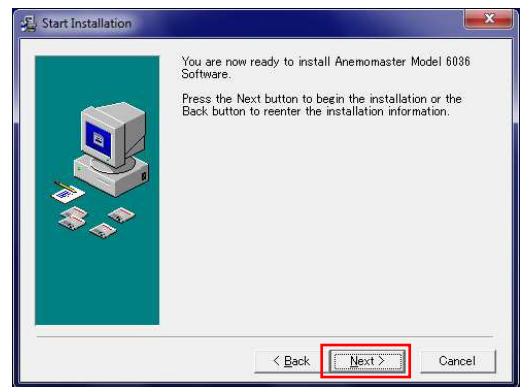 Start Installation
You are now ready to install Anemomaster Model 6036
Software.
Press the Next button to begin the installation or the
Back button to reenter the installation information.
< Back
Next >
Cancel